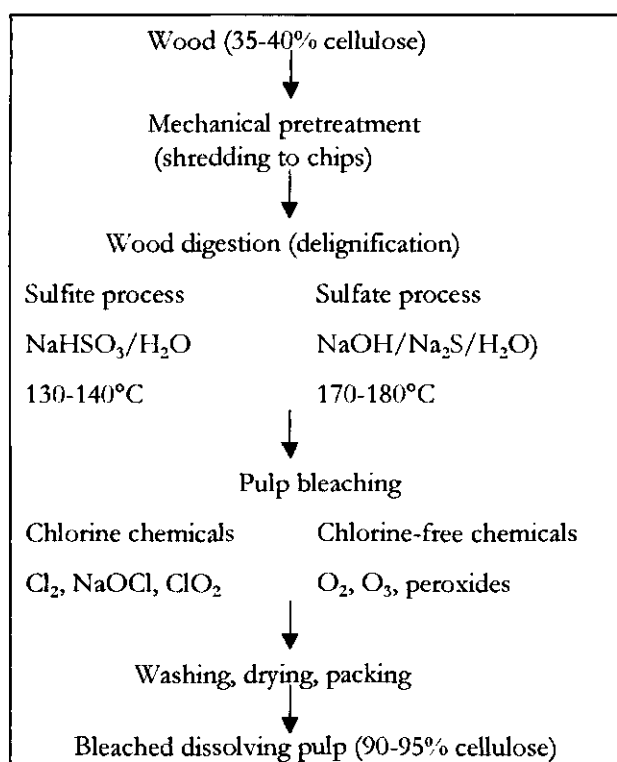 Wood (35-40% cellulose)
Mechanical pretreatment
(shredding to chips)
Wood digestion (delignification)
Sulfite process Sulfate process
NaHSO₃/H₂O NaOH/Na₂S/H₂O)
130-140°C 170-180°C
Pulp bleaching
Chlorine chemicals Chlorine-free chemicals
Cl₂, NaOCl, ClO₂ O₂, O₃, peroxides
Washing, drying, packing
Bleached dissolving pulp (90-95% cellulose)